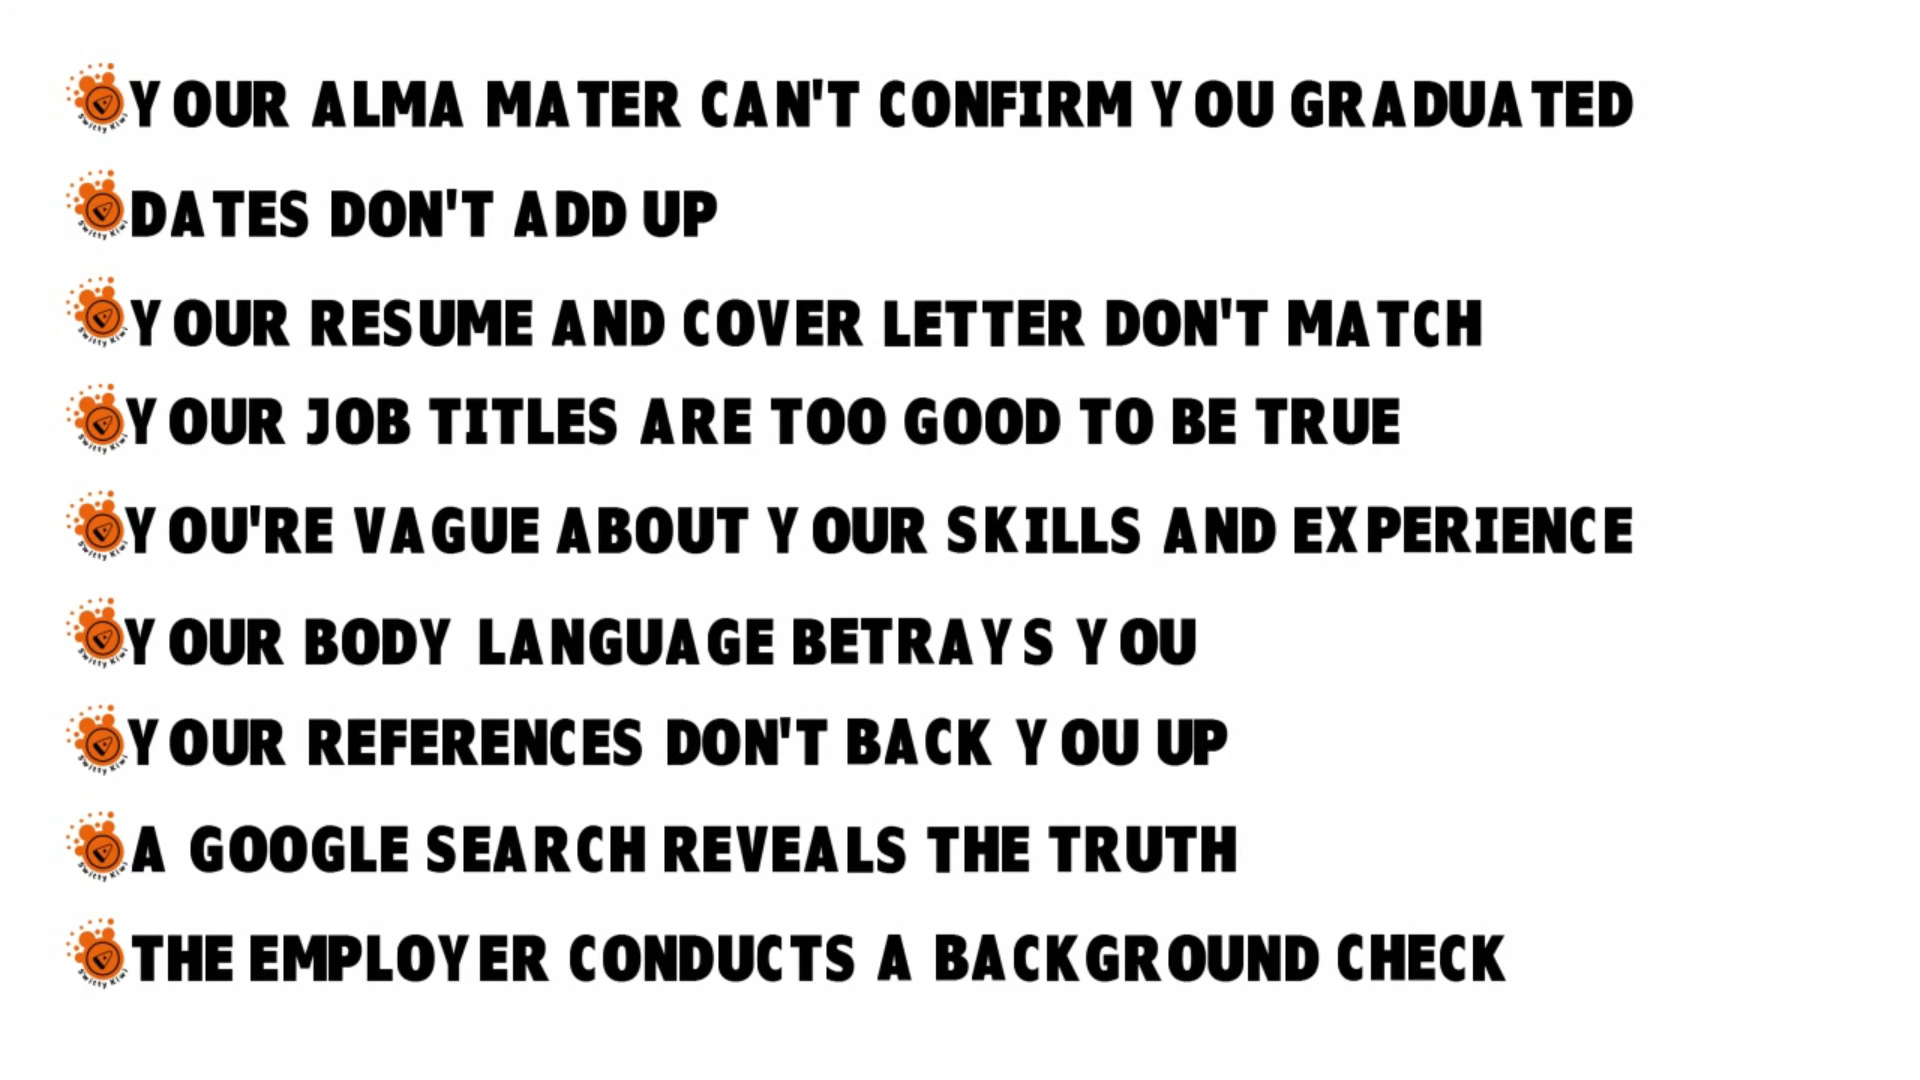 YOUR ALMA MATER CAN'T CONFIRM YOU GRADUATED
DATES DON'T ADD UP
YOUR RESUME AND COVER LETTER DON'T MATCH
YOUR JOB TITLES ARE TOO GOOD TO BE TRUE
YOU'RE VAGUE ABOUT YOUR SKILLS AND EXPERIENCE
YOUR BODY LANGUAGE BETRAYS YOU
YOUR REFERENCES DON'T BACK YOU UP
A GOOGLE SEARCH REVEALS THE TRUTH
THE EMPLOYER CONDUCTS A BACKGROUND CHECK